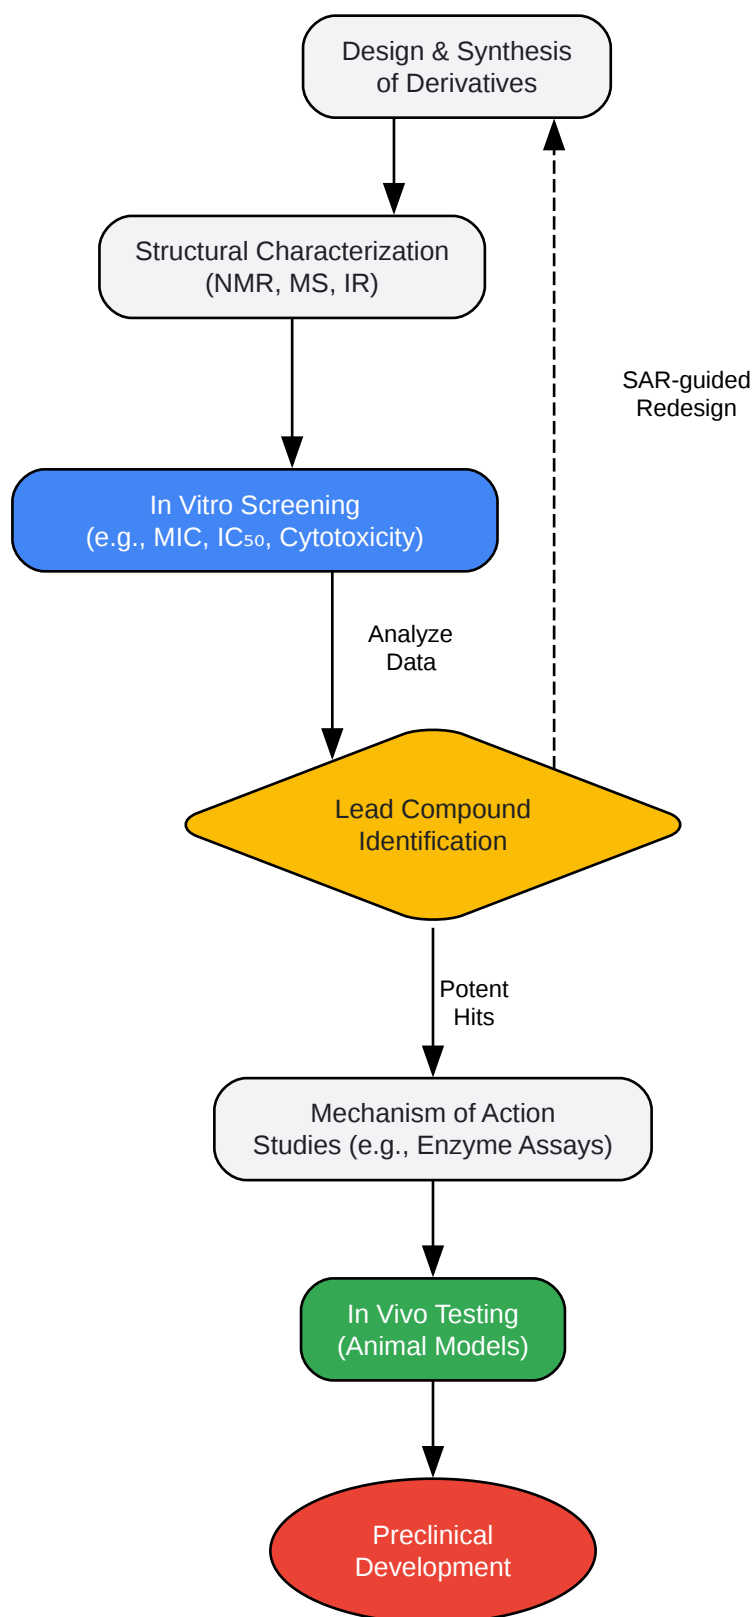 Design & Synthesis
of Derivatives
Structural Characterization
(NMR, MS, IR)
SAR-guided
Redesign
In Vitro Screening
(e.g., MIC, IC₅₀, Cytotoxicity)
Analyze
Data
Lead Compound
Identification
Potent
Hits
Mechanism of Action
Studies (e.g., Enzyme Assays)
In Vivo Testing
(Animal Models)
Preclinical
Development